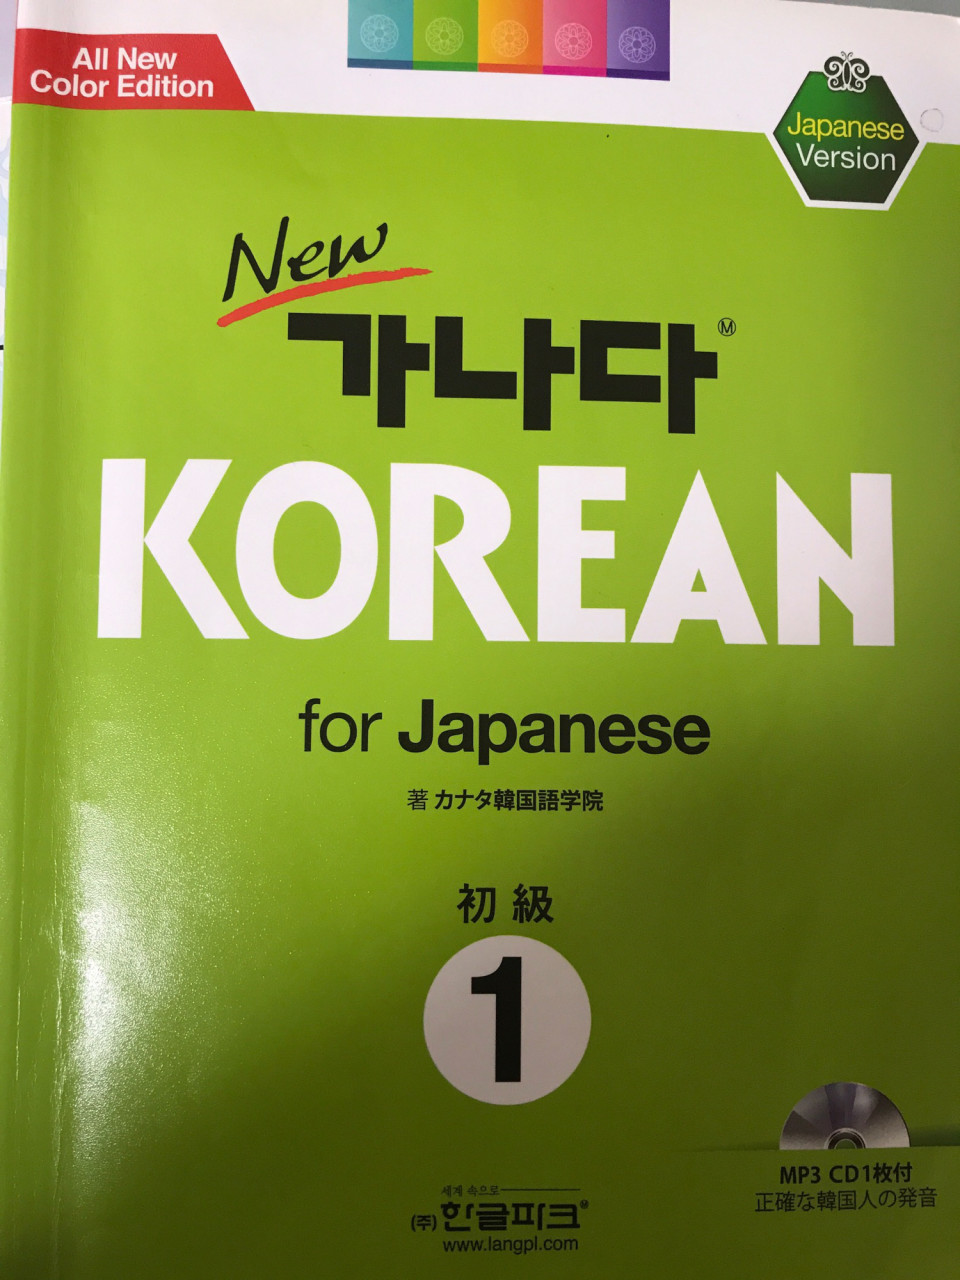 All New
Color Edition
Japanese
Version
New
가나다Ⓜ
KOREAN
for Japanese
著 カナタ韓国語学院
初級
1
MP3 CD1枚付
正確な韓国人の発音
세계 속으로
(주) 한글파크Ⓜ
www.langpl.com